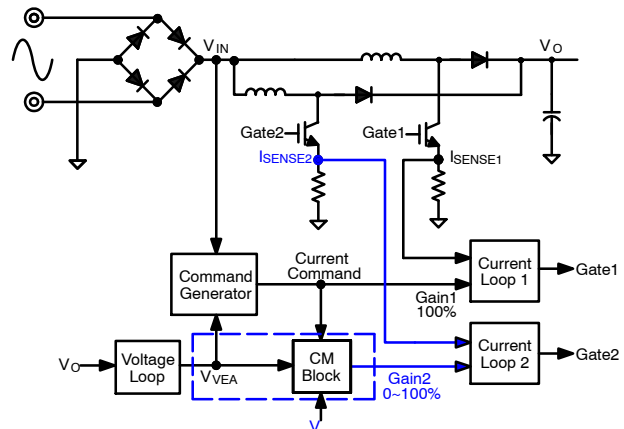 VIN
VO
Gate2
Gate1
ISENSE2
ISENSE1
Command
Generator
Current
Command
Gain1
100%
Current
Loop 1
Gate1
VO
Voltage
Loop
VVEA
CM
Block
Gain2
0~100%
Current
Loop 2
Gate2
V